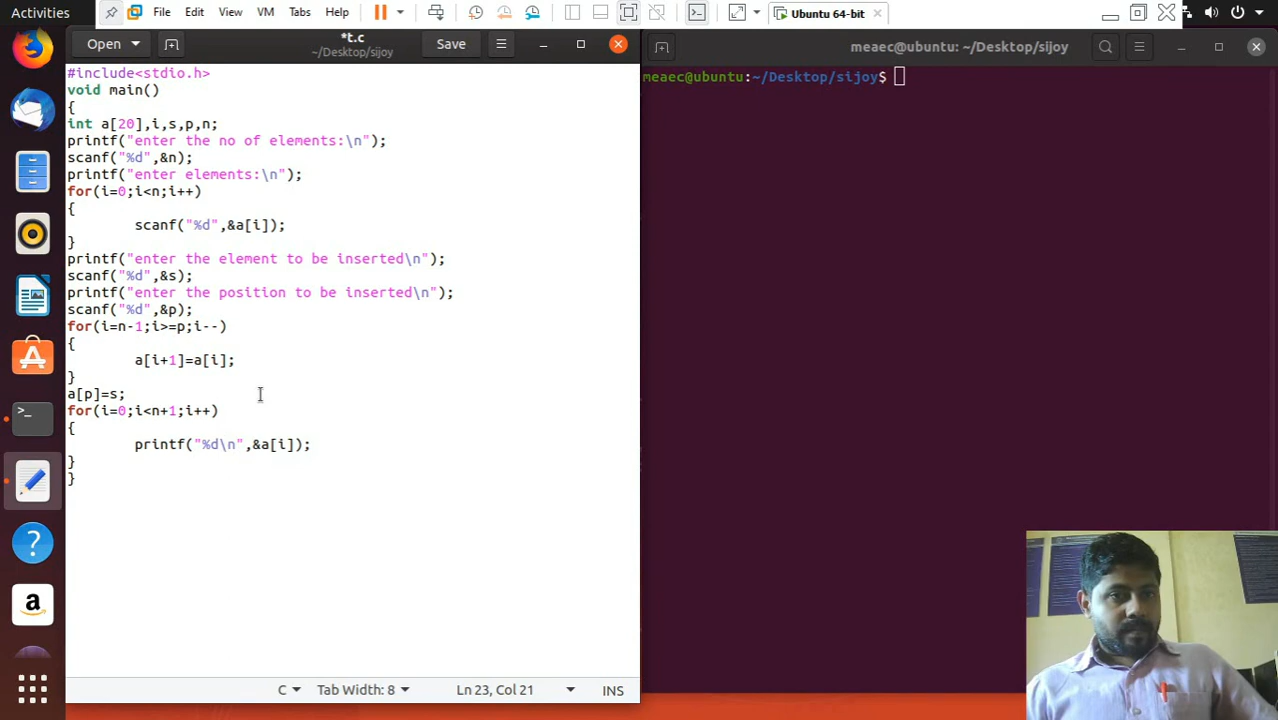 Activities
File Edit View VM Tabs Help
Ubuntu 64-bit
Open
*t.c
~/Desktop/sijoy
Save
meaec@ubuntu: ~/Desktop/sijoy
#include<stdio.h>
void main()
{
int a[20],i,s,p,n;
printf("enter the no of elements:\n");
scanf("%d",&n);
printf("enter elements:\n");
for(i=0;i<n;i++)
{
scanf("%d",&a[i]);
}
printf("enter the element to be inserted\n");
scanf("%d",&s);
printf("enter the position to be inserted\n");
scanf("%d",&p);
for(i=n-1;i>=p;i--)
{
a[i+1]=a[i];
}
a[p]=s;
for(i=0;i<n+1;i++)
{
printf("%d\n",&a[i]);
}
}
C Tab Width: 8 Ln 23, Col 21 INS
meaec@ubuntu:~/Desktop/sijoy$